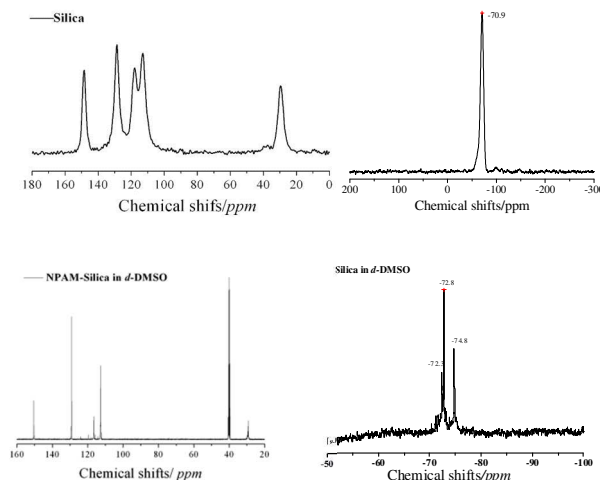 Silica
180 160 140 120 100 80 60 40 20 0
Chemical shifs/ppm
-70.9
200 100 0 -100 -200 -300
Chemical shifts/ppm
NPAM-Silica in d-DMSO
160 140 120 100 80 60 40 20
Chemical shifts/ ppm
Silica in d-DMSO
-72.8
-74.8
-50 -60 -70 -80 -90 -100
Chemical shifts/ppm